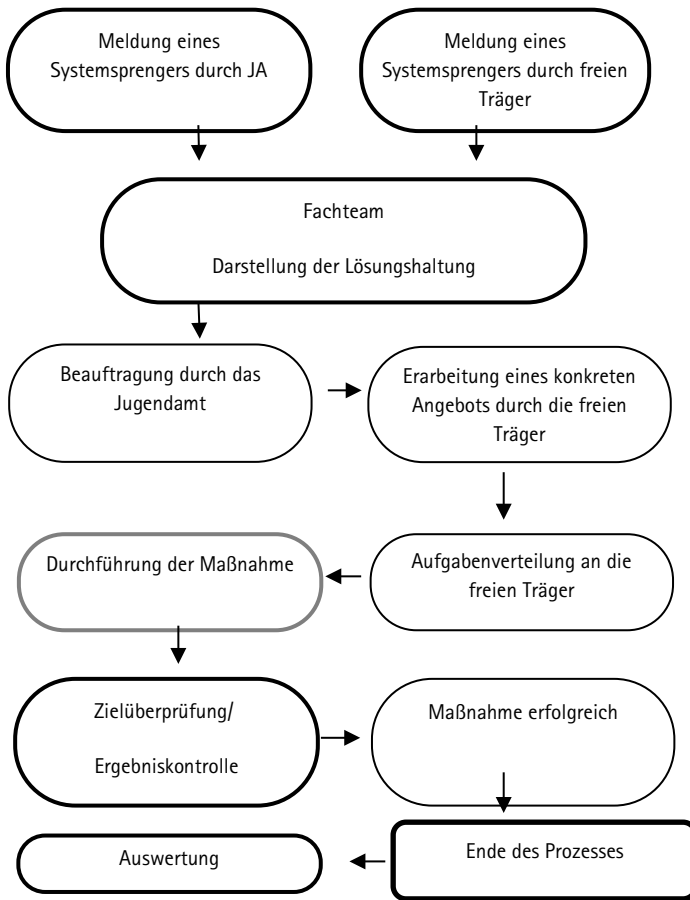 Meldung eines
Systemsprengers durch JA
Meldung eines
Systemsprengers durch freien
Träger
Fachteam
Darstellung der Lösungshaltung
Beauftragung durch das
Jugendamt
Erarbeitung eines konkreten
Angebots durch die freien
Träger
Durchführung der Maßnahme
Aufgabenverteilung an die
freien Träger
Zielüberprüfung/
Ergebniskontrolle
Maßnahme erfolgreich
Auswertung
Ende des Prozesses